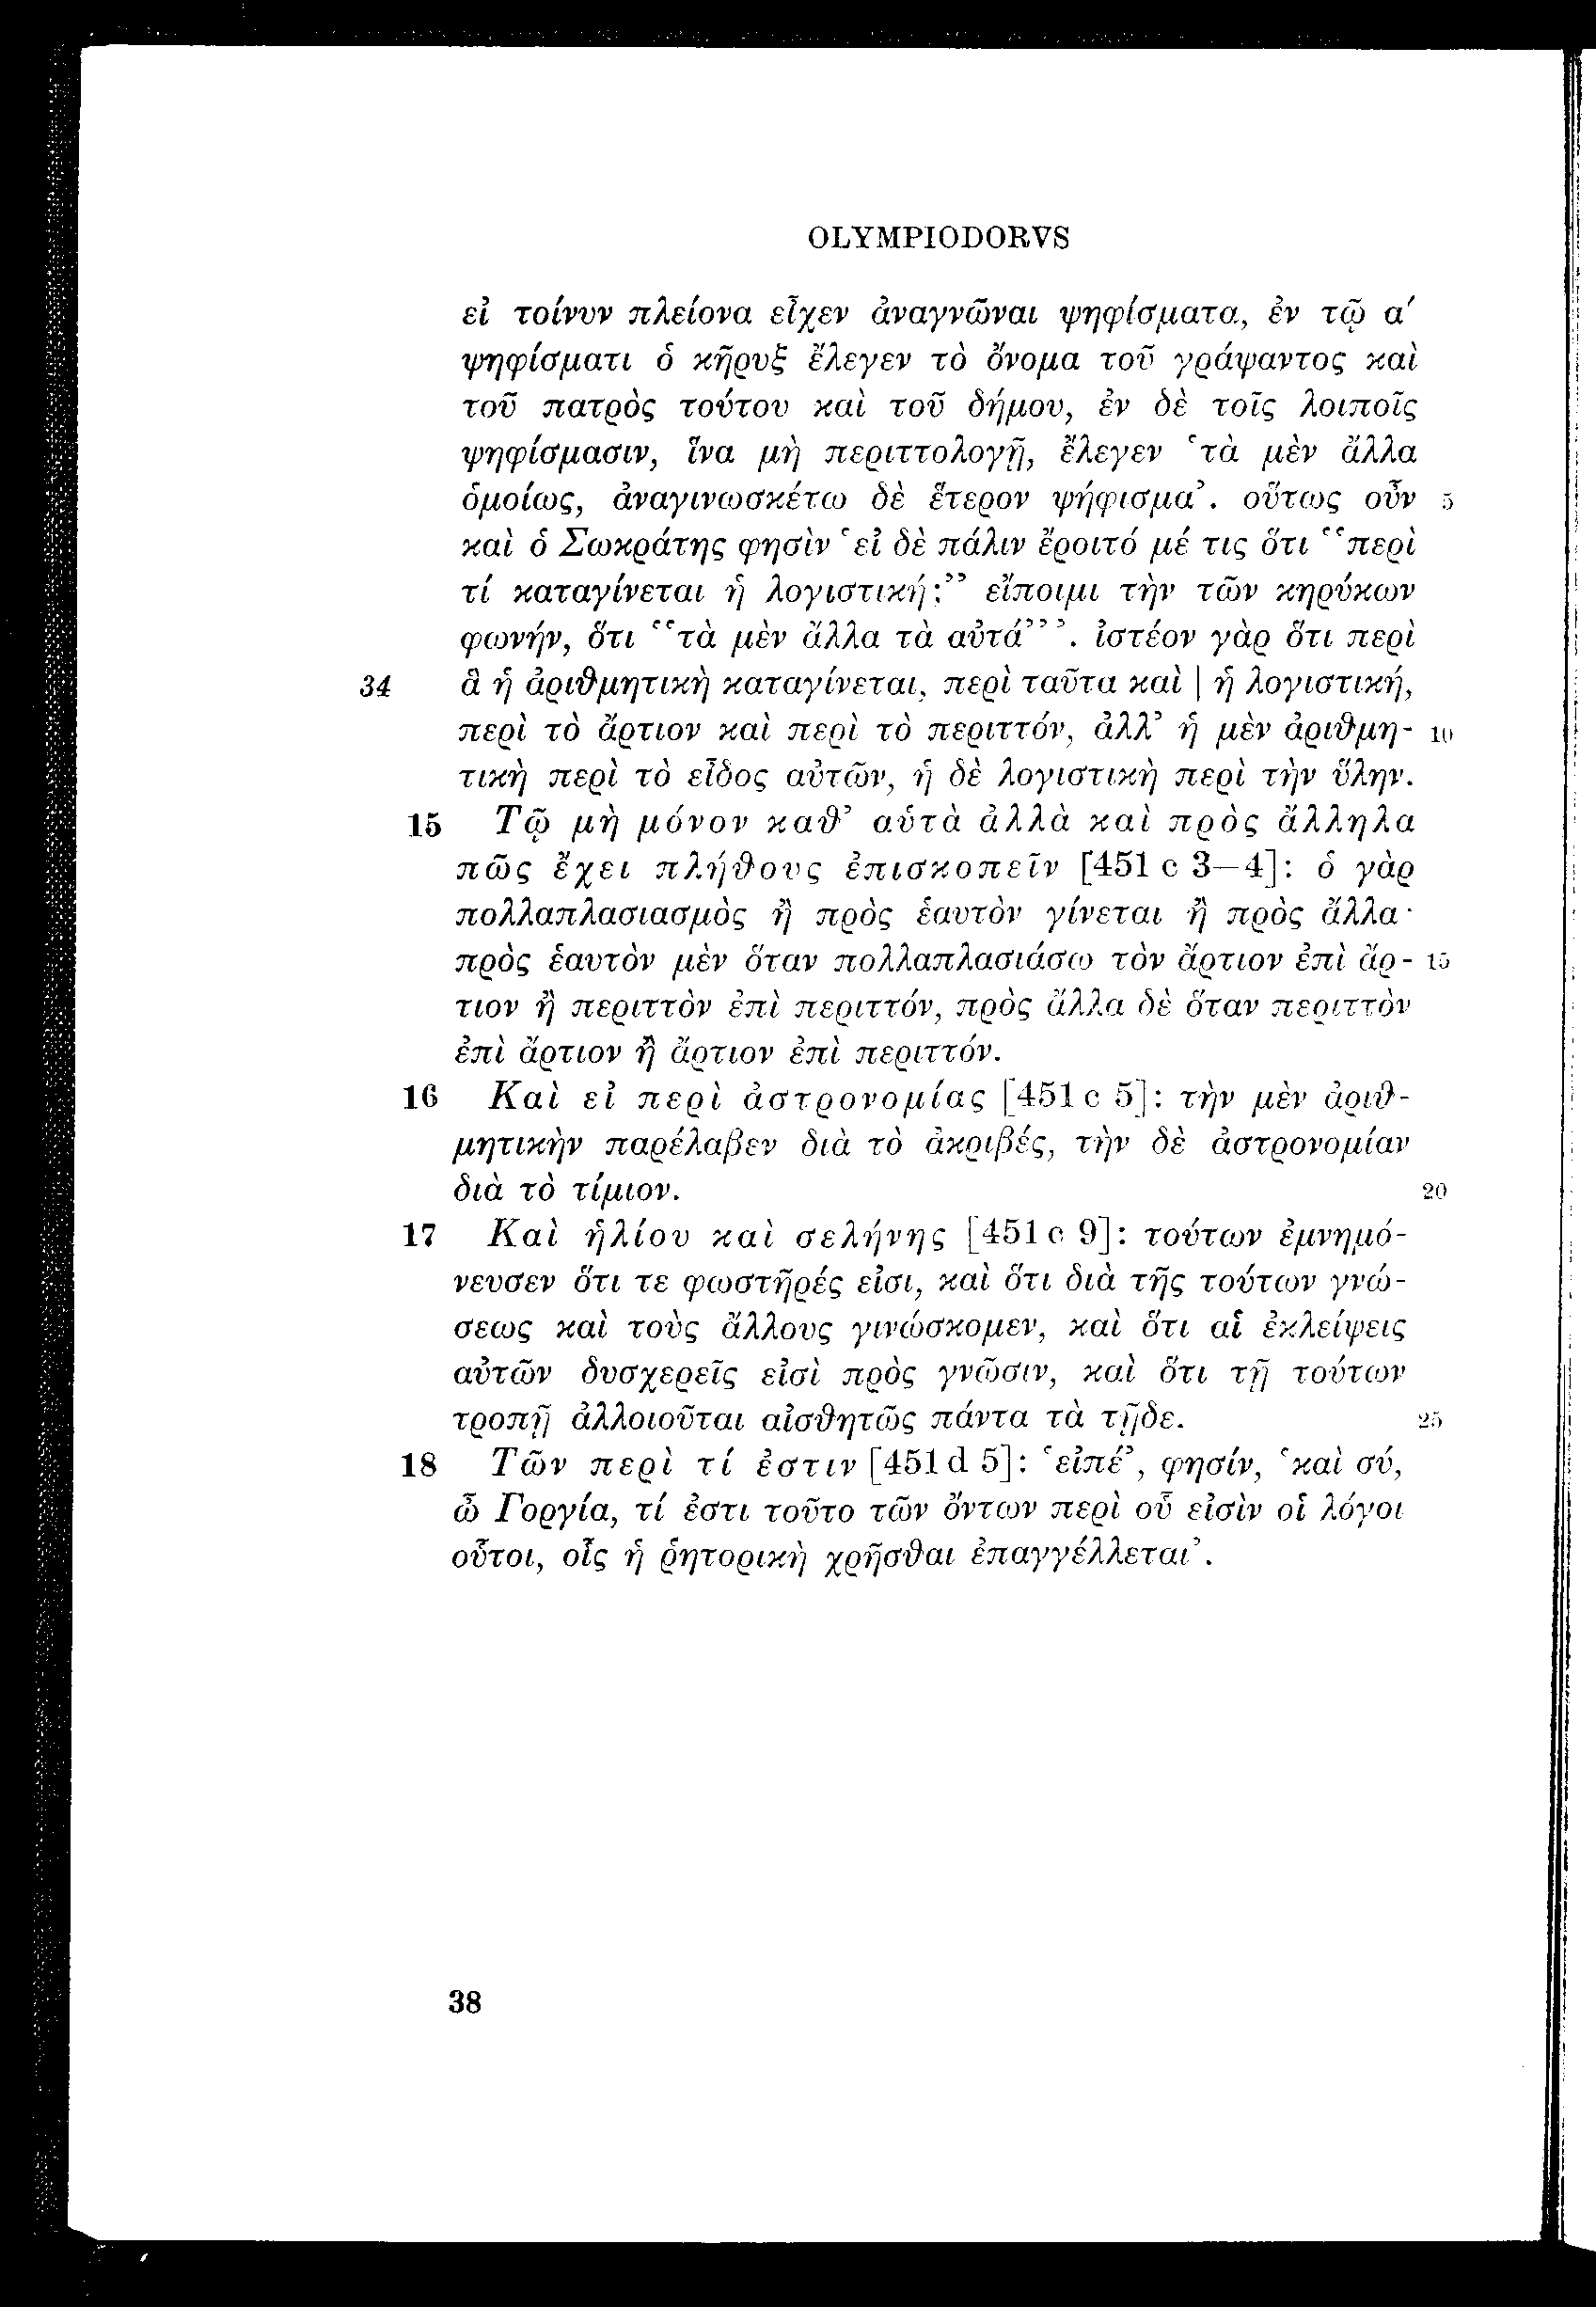 OLYMPIODORVS
εἰ τοίνυν πλείονα εἶχεν ἀναγνῶναι ψηφίσματα, ἐν τῷ α′
ψηφίσματι ὁ κῆρυξ ἔλεγεν τὸ ὄνομα τοῦ γράψαντος καὶ
τοῦ πατρὸς τούτου καὶ τοῦ δήμου, ἐν δὲ τοῖς λοιποῖς
ψηφίσμασιν, ἵνα μὴ περιττολογῇ, ἔλεγεν ‛τὰ μὲν ἄλλα
ὁμοίως, ἀναγινωσκέτω δὲ ἕτερον ψήφισμα’. οὕτως οὖν 5
καὶ ὁ Σωκράτης φησὶν ‛εἰ δὲ πάλιν ἔροιτό μέ τις ὅτι ‛‛περὶ
τί καταγίνεται ἡ λογιστική;’’ εἴποιμι τὴν τῶν κηρύκων
φωνήν, ὅτι ‛‛τὰ μὲν ἄλλα τὰ αὐτά’’’. ἰστέον γὰρ ὅτι περὶ
34 ἃ ἡ ἀριθμητικὴ καταγίνεται, περὶ ταῦτα καὶ | ἡ λογιστική,
περὶ τὸ ἄρτιον καὶ περὶ τὸ περιττόν, ἀλλ’ ἡ μὲν ἀριθμη- 10
τικὴ περὶ τὸ εἶδος αὐτῶν, ἡ δὲ λογιστικὴ περὶ τὴν ὕλην.
15 Τῷ μὴ μόνον καθ’ αὑτὰ ἀλλὰ καὶ πρὸς ἄλληλα
πῶς ἔχει πλήθους ἐπισκοπεῖν [451 c 3—4]: ὁ γὰρ
πολλαπλασιασμὸς ἢ πρὸς ἑαυτὸν γίνεται ἢ πρὸς ἄλλα·
πρὸς ἑαυτὸν μὲν ὅταν πολλαπλασιάσω τὸν ἄρτιον ἐπὶ ἄρ- 15
τιον ἢ περιττὸν ἐπὶ περιττόν, πρὸς ἄλλα δὲ ὅταν περιττὸν
ἐπὶ ἄρτιον ἢ ἄρτιον ἐπὶ περιττόν.
16 Καὶ εἰ περὶ ἀστρονομίας [451 c 5]: τὴν μὲν ἀριθ-
μητικὴν παρέλαβεν διὰ τὸ ἀκριβές, τὴν δὲ ἀστρονομίαν
διὰ τὸ τίμιον. 20
17 Καὶ ἡλίου καὶ σελήνης [451 c 9]: τούτων ἐμνημό-
νευσεν ὅτι τε φωστῆρές εἰσι, καὶ ὅτι διὰ τῆς τούτων γνώ-
σεως καὶ τοὺς ἄλλους γινώσκομεν, καὶ ὅτι αἱ ἐκλείψεις
αὐτῶν δυσχερεῖς εἰσὶ πρὸς γνῶσιν, καὶ ὅτι τῇ τούτων
τροπῇ ἀλλοιοῦται αἰσθητῶς πάντα τὰ τῇδε. 25
18 Τῶν περὶ τί ἐστιν [451 d 5]: ‛εἰπέ’, φησίν, ‛καὶ σύ,
ὦ Γοργία, τί ἐστι τοῦτο τῶν ὄντων περὶ οὗ εἰσὶν οἱ λόγοι
οὗτοι, οἷς ἡ ῥητορικὴ χρῆσθαι ἐπαγγέλλεται’.
38